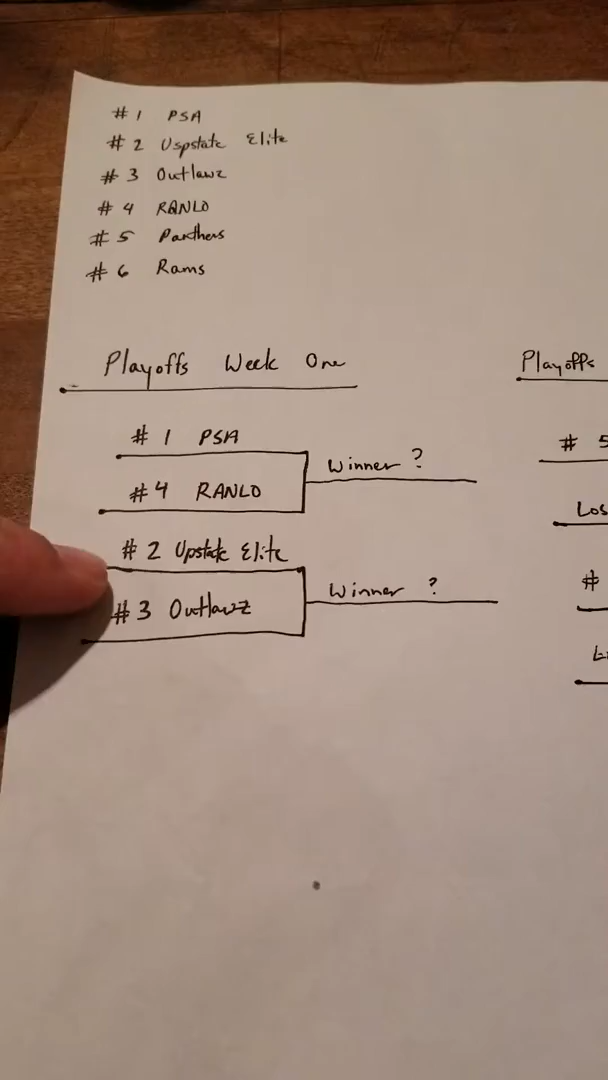 # 1 PSA
# 2 Uspstate Elite
# 3 Outlawz
# 4 RANLO
# 5 Panthers
# 6 Rams
Playoffs Week One
# 1 PSA
Winner ?
# 4 RANLO
# 2 Upstate Elite
Winner ?
# 3 Outlawz
Playoffs
# 5
Los
#